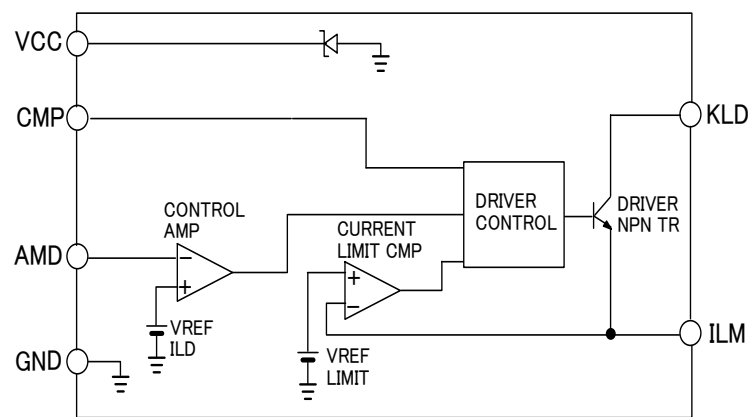 VCC
CMP
KLD
DRIVER
CONTROL
DRIVER
NPN TR
CONTROL
AMP
CURRENT
LIMIT CMP
AMD
−
+
+
−
VREF
ILD
VREF
LIMIT
GND
ILM